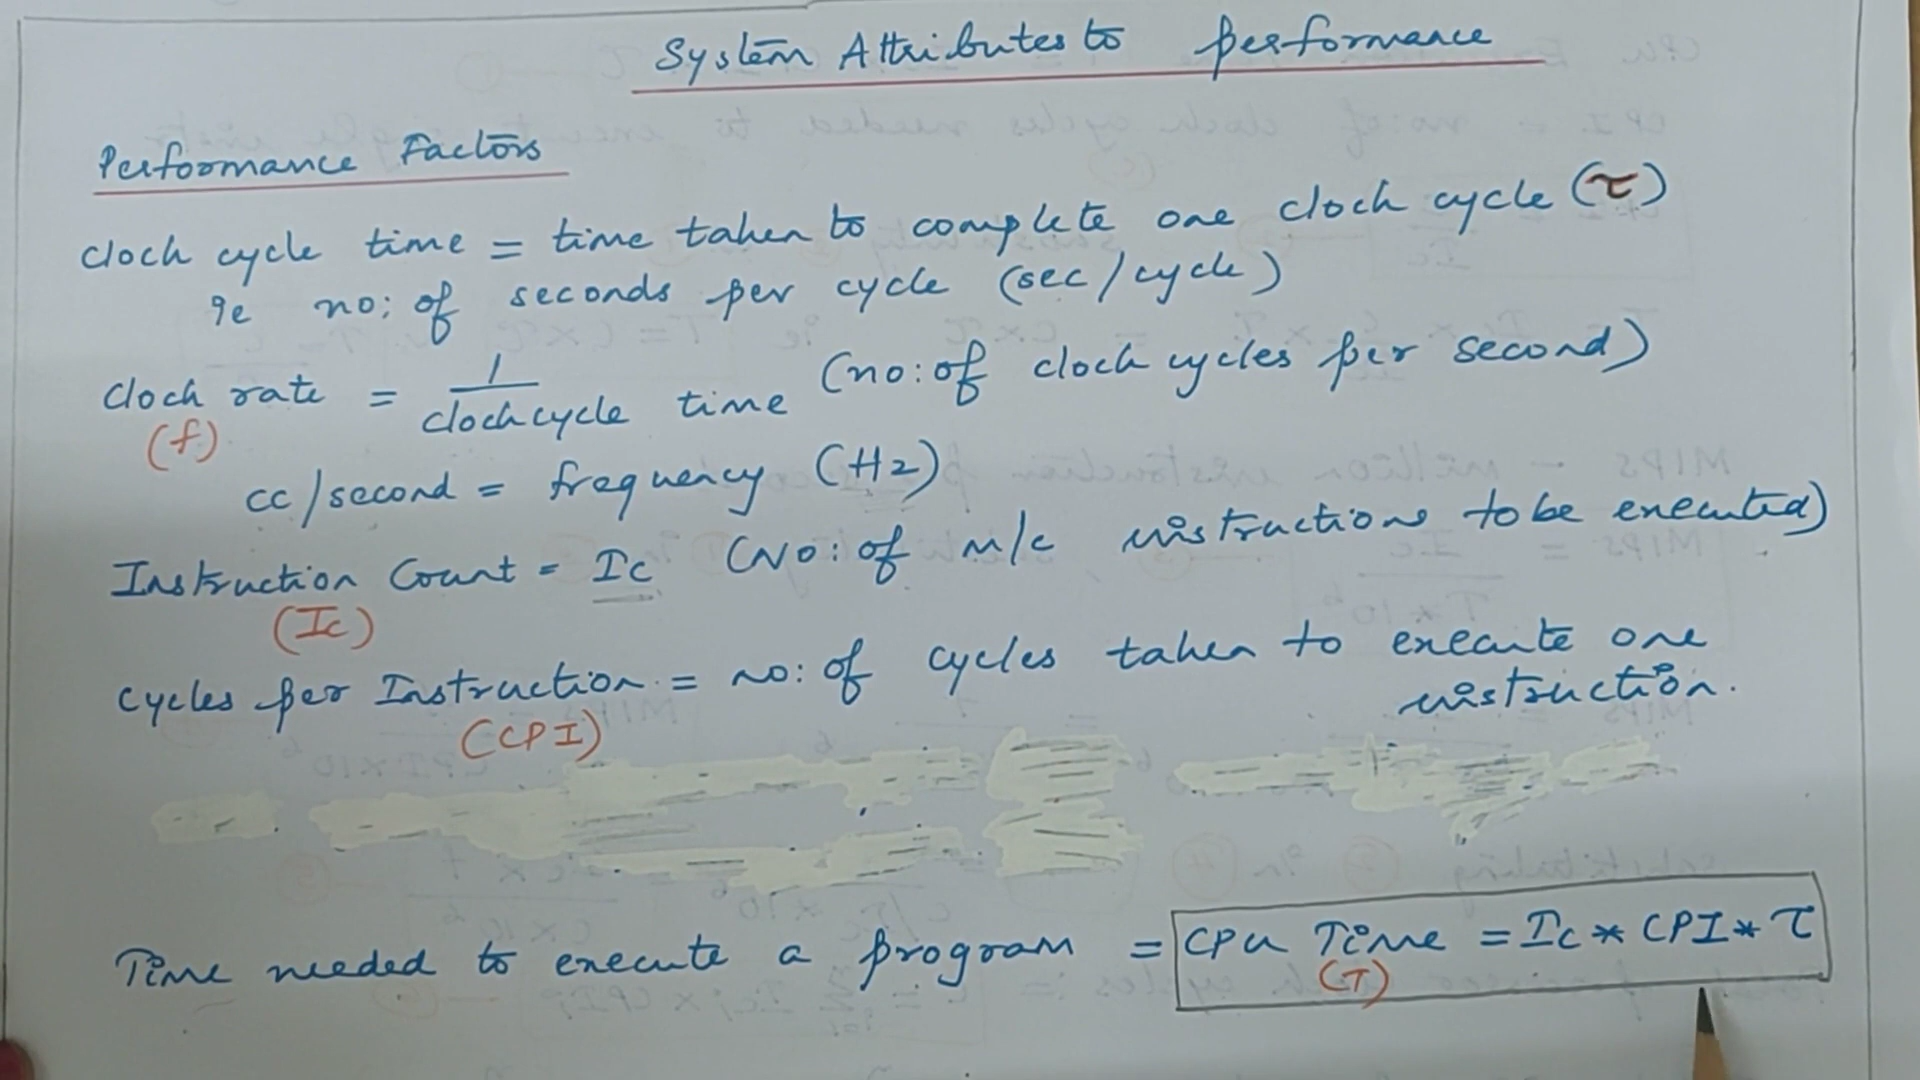 System Attributes to performance
Performance Factors
Clock cycle time = time taken to complete one clock cycle (τ)
ie no: of seconds per cycle (sec/cycle)
Clock rate = 1 / clock cycle time (no: of clock cycles per second)
(f)
cc/second = frequency (Hz)
Instruction Count = Ic (No: of m/c instructions to be executed)
(Ic)
Cycles per Instruction = no: of cycles taken to execute one
instruction.
(CPI)
Time needed to execute a program = CPU Time = Ic * CPI * τ
(T)